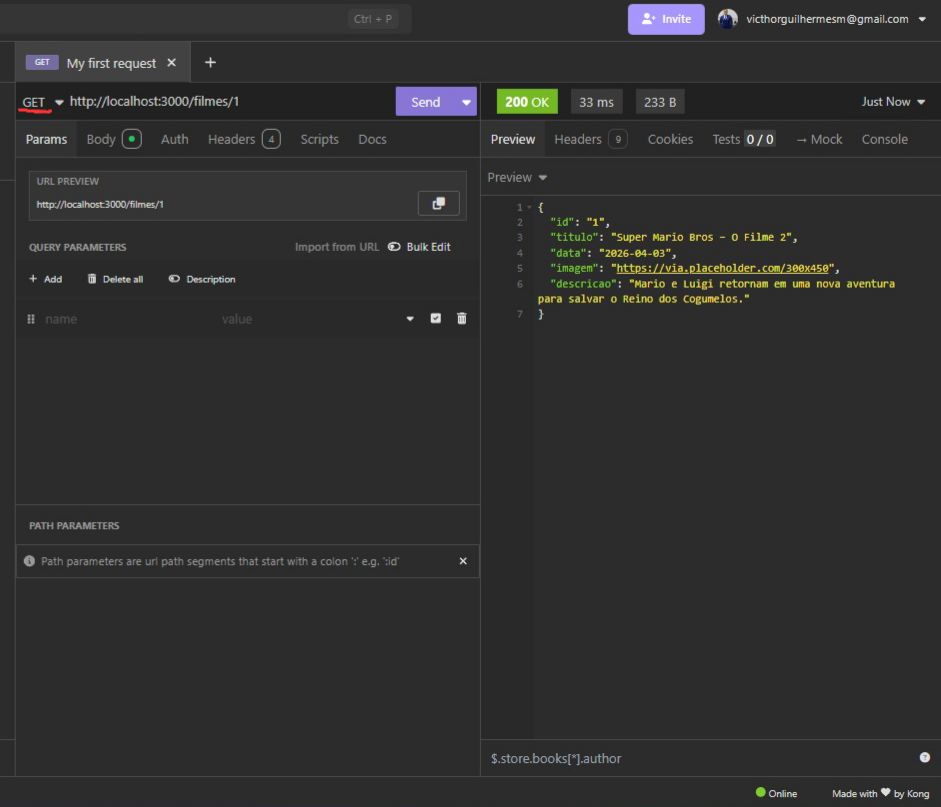 Ctrl + P
Invite
victhorguilhermesm@gmail.com
GET My first request
GET http://localhost:3000/filmes/1 Send
200 OK 33 ms 233 B Just Now
Params Body Auth Headers 4 Scripts Docs
Preview Headers 9 Cookies Tests 0 / 0 → Mock Console
URL PREVIEW
http://localhost:3000/filmes/1
QUERY PARAMETERS Import from URL Bulk Edit
+ Add Delete all Description
name value
PATH PARAMETERS
Path parameters are url path segments that start with a colon ':' e.g. ':id'
Preview
1 {
2 "id": "1",
3 "titulo": "Super Mario Bros - O Filme 2",
4 "data": "2026-04-03",
5 "imagem": "https://via.placeholder.com/300x450",
6 "descricao": "Mario e Luigi retornam em uma nova aventura
para salvar o Reino dos Cogumelos."
7 }
$.store.books[*].author
Online Made with ❤ by Kong